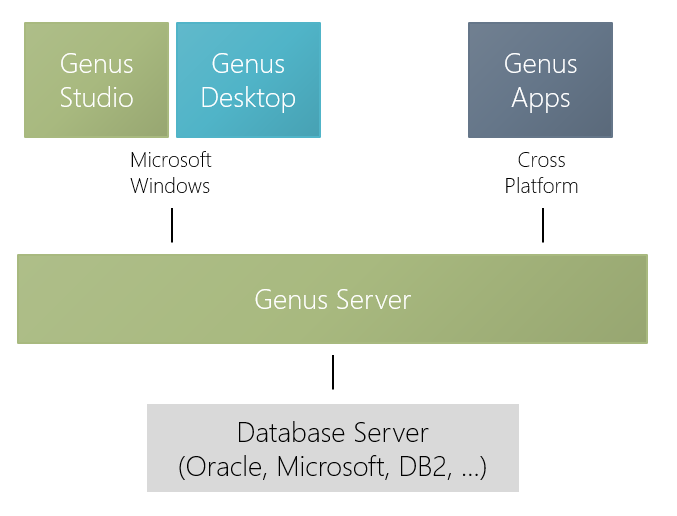 Genus
Studio
Genus
Desktop
Genus
Apps
Microsoft
Windows
Cross
Platform
Genus Server
Database Server
(Oracle, Microsoft, DB2, ...)